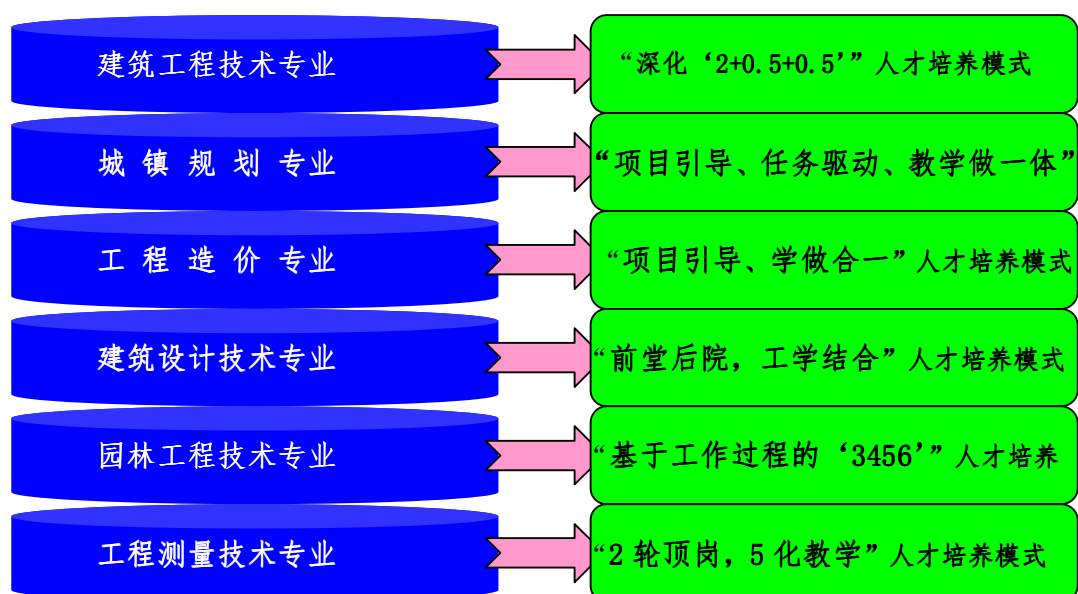 建筑工程技术专业
“深化‘2+0.5+0.5’”人才培养模式
城 镇 规 划 专业
“项目引导、任务驱动、教学做一体”
工 程 造 价 专业
“项目引导、学做合一”人才培养模式
建筑设计技术专业
“前堂后院，工学结合”人才培养模式
园林工程技术专业
“基于工作过程的‘3456’”人才培养
工程测量技术专业
“2 轮顶岗，5 化教学”人才培养模式